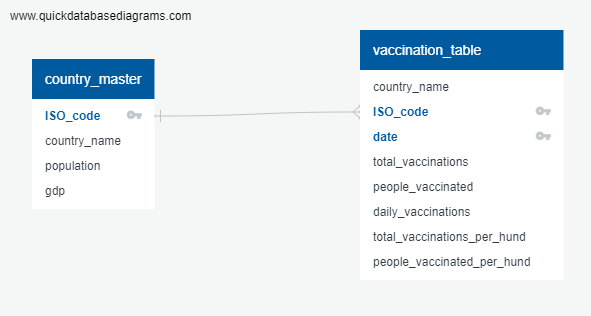 www.quickdatabasediagrams.com
country_master
ISO_code
country_name
population
gdp
vaccination_table
country_name
ISO_code
date
total_vaccinations
people_vaccinated
daily_vaccinations
total_vaccinations_per_hund
people_vaccinated_per_hund